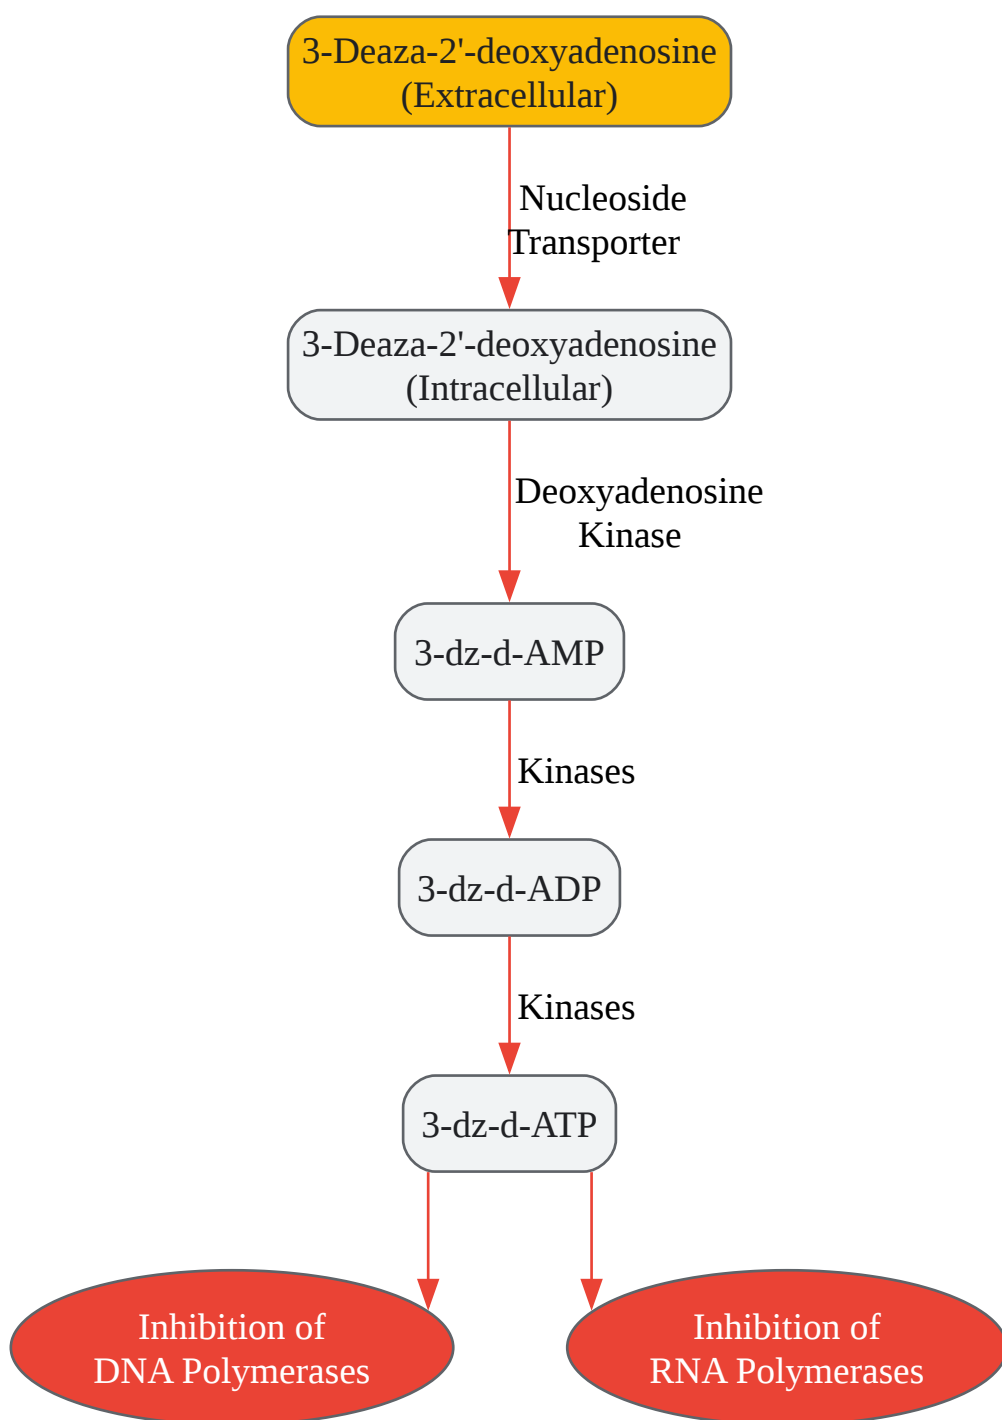 3-Deaza-2'-deoxyadenosine
(Extracellular)
Nucleoside
Transporter
3-Deaza-2'-deoxyadenosine
(Intracellular)
Deoxyadenosine
Kinase
3-dz-d-AMP
Kinases
3-dz-d-ADP
Kinases
3-dz-d-ATP
Inhibition of
DNA Polymerases
Inhibition of
RNA Polymerases